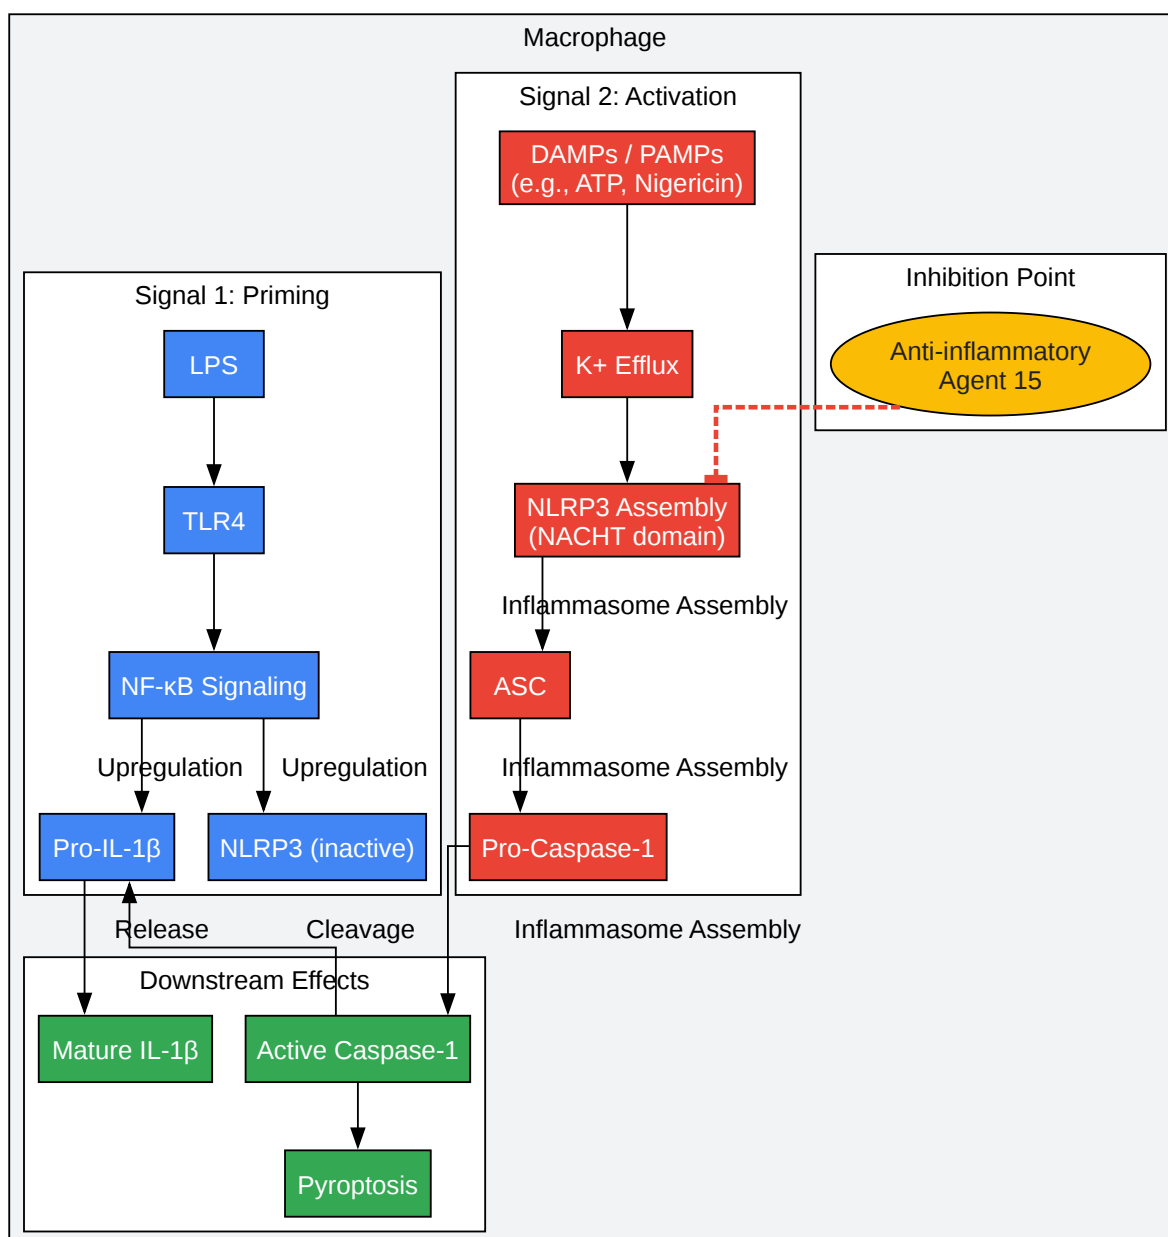 Macrophage
Signal 2: Activation
DAMPs / PAMPs
(e.g., ATP, Nigericin)
K+ Efflux
NLRP3 Assembly
(NACHT domain)
Inflammasome Assembly
ASC
Inflammasome Assembly
Pro-Caspase-1
Inflammasome Assembly
Inhibition Point
Anti-inflammatory
Agent 15
Signal 1: Priming
LPS
TLR4
NF-κB Signaling
Upregulation
Upregulation
Pro-IL-1β
NLRP3 (inactive)
Release
Cleavage
Downstream Effects
Mature IL-1β
Active Caspase-1
Pyroptosis